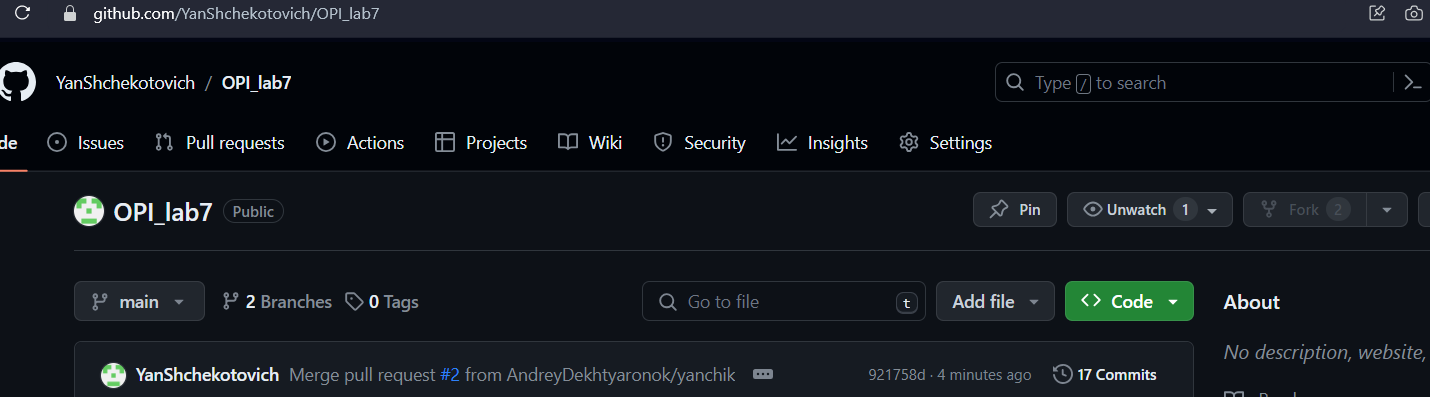 github.com/YanShchekotovich/OPI_lab7
YanShchekotovich / OPI_lab7 Type / to search
de Issues Pull requests Actions Projects Wiki Security Insights Settings
OPI_lab7 Public Pin Unwatch 1 Fork 2
main 2 Branches 0 Tags Go to file t Add file Code About
No description, website,
YanShchekotovich Merge pull request #2 from AndreyDekhtyaronok/yanchik 921758d · 4 minutes ago 17 Commits